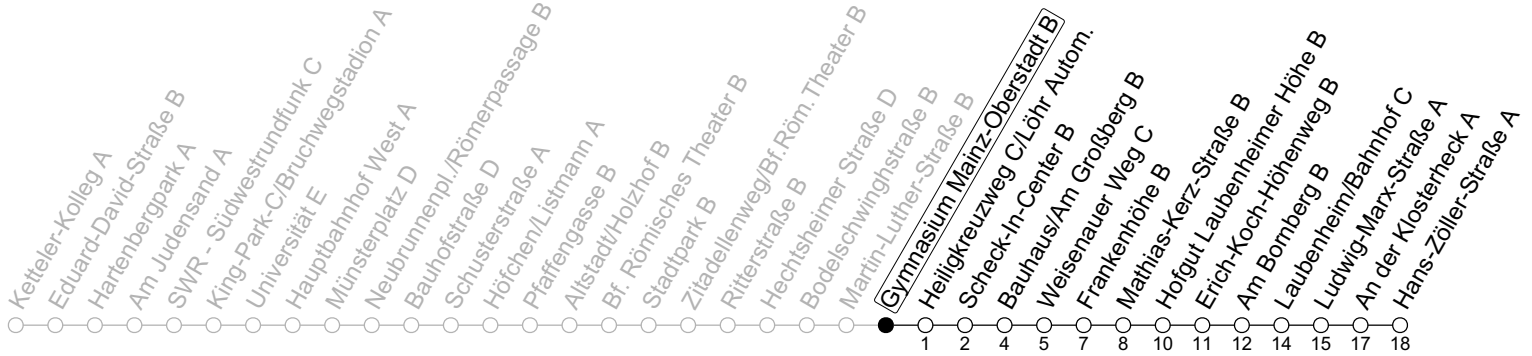 Ketteler-Kolleg A
Eduard-David-Straße B
Hartenbergpark A
Am Judensand A
SWR - Südwestrundfunk C
King-Park-C/Bruchwegstadion A
Universität E
Hauptbahnhof West A
Münsterplatz D
Neubrunnenpl./Römerpassage B
Bauhofstraße D
Schusterstraße A
Höfchen/Listmann A
Pfaffengasse B
Altstadt/Holzhof B
Bf. Römisches Theater B
Stadtpark B
Zitadellenweg/Bf.Röm.Theater B
Ritterstraße B
Hechtsheimer Straße D
Bodelschwinghstraße B
Martin-Luther-Straße B
Gymnasium Mainz-Oberstadt B
Heiligkreuzweg C/Löhr Autom.
Scheck-In-Center B
Bauhaus/Am Großberg B
Weisenauer Weg C
Frankenhöhe B
Mathias-Kerz-Straße B
Hofgut Laubenheimer Höhe B
Erich-Koch-Höhenweg B
Am Bornberg B
Laubenheim/Bahnhof C
Ludwig-Marx-Straße A
An der Klosterheck A
Hans-Zöller-Straße A
1 2 4 5 7 8 10 11 12 14 15 17 18